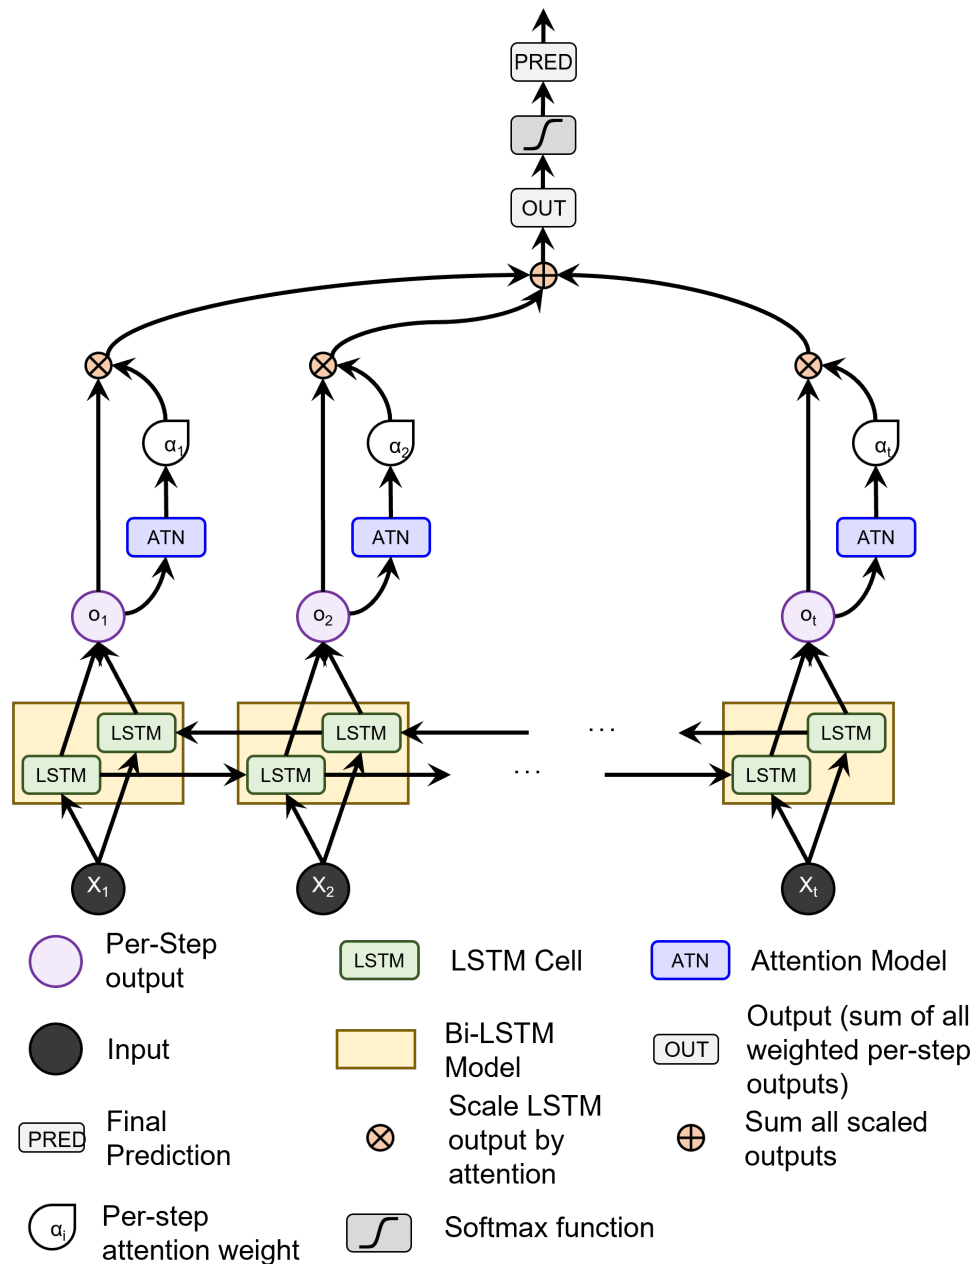 PRED
OUT
α1
α2
αt
ATN
ATN
ATN
o1
o2
ot
LSTM
LSTM
LSTM
. . .
LSTM
LSTM
. . .
LSTM
X1
X2
Xt
Per-Step
output
LSTM
LSTM Cell
ATN
Attention Model
Input
Bi-LSTM
Model
OUT
Output (sum of all
weighted per-step
outputs)
PRED
Final
Prediction
Scale LSTM
output by
attention
Sum all scaled
outputs
αi
Per-step
attention weight
Softmax function